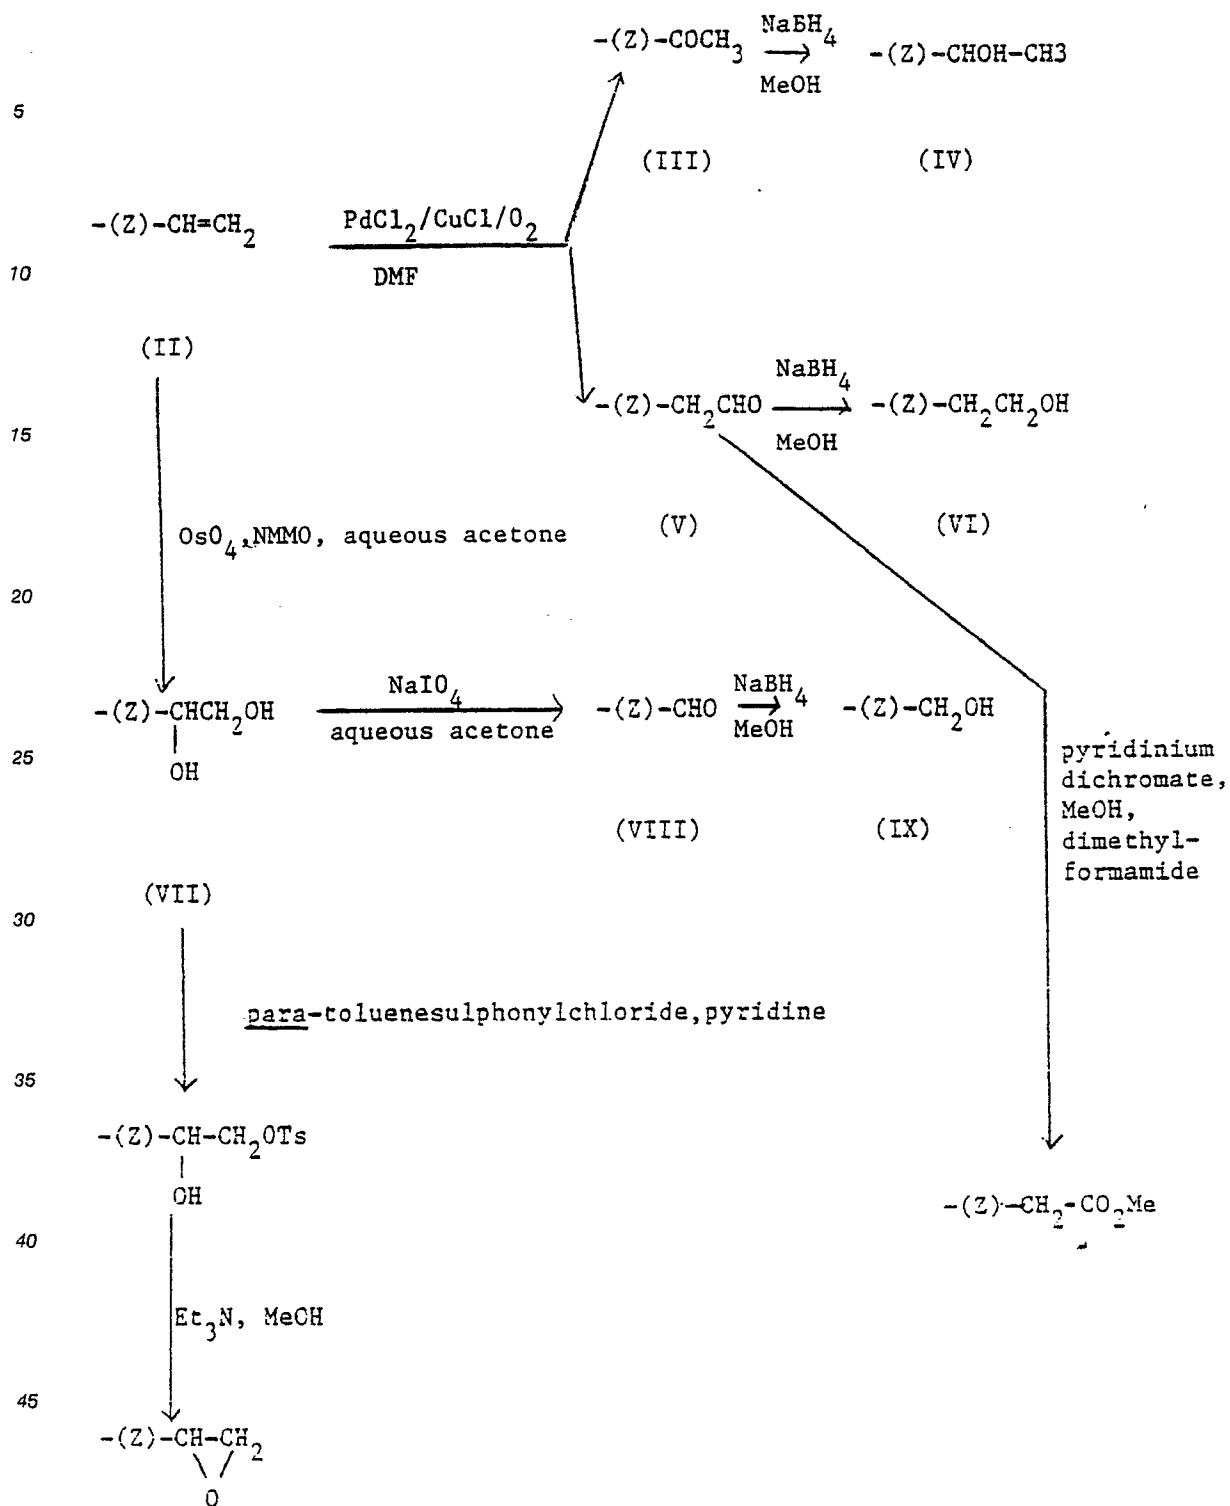 -(Z)-COCH3 NaBH4 -(Z)-CHOH-CH3
MeOH
5
(III) (IV)
-(Z)-CH=CH2 PdCl2/CuCl/O2
10 DMF
(II)
NaBH4
-(Z)-CH2CHO -(Z)-CH2CH2OH
15 MeOH
(V) (VI)
OsO4,NMMO, aqueous acetone
20
NaIO4 NaBH4
-(Z)-CHCH2OH -(Z)-CHO -(Z)-CH2OH
aqueous acetone MeOH
25 OH
pyridinium
dichromate,
MeOH,
dimethyl-
formamide
(VIII) (IX)
(VII)
30
para-toluenesulphonylchloride,pyridine
35
-(Z)-CH-CH2OTs
OH
-(Z)-CH2-CO2Me
40
Et3N, MeOH
45
-(Z)-CH-CH2
O